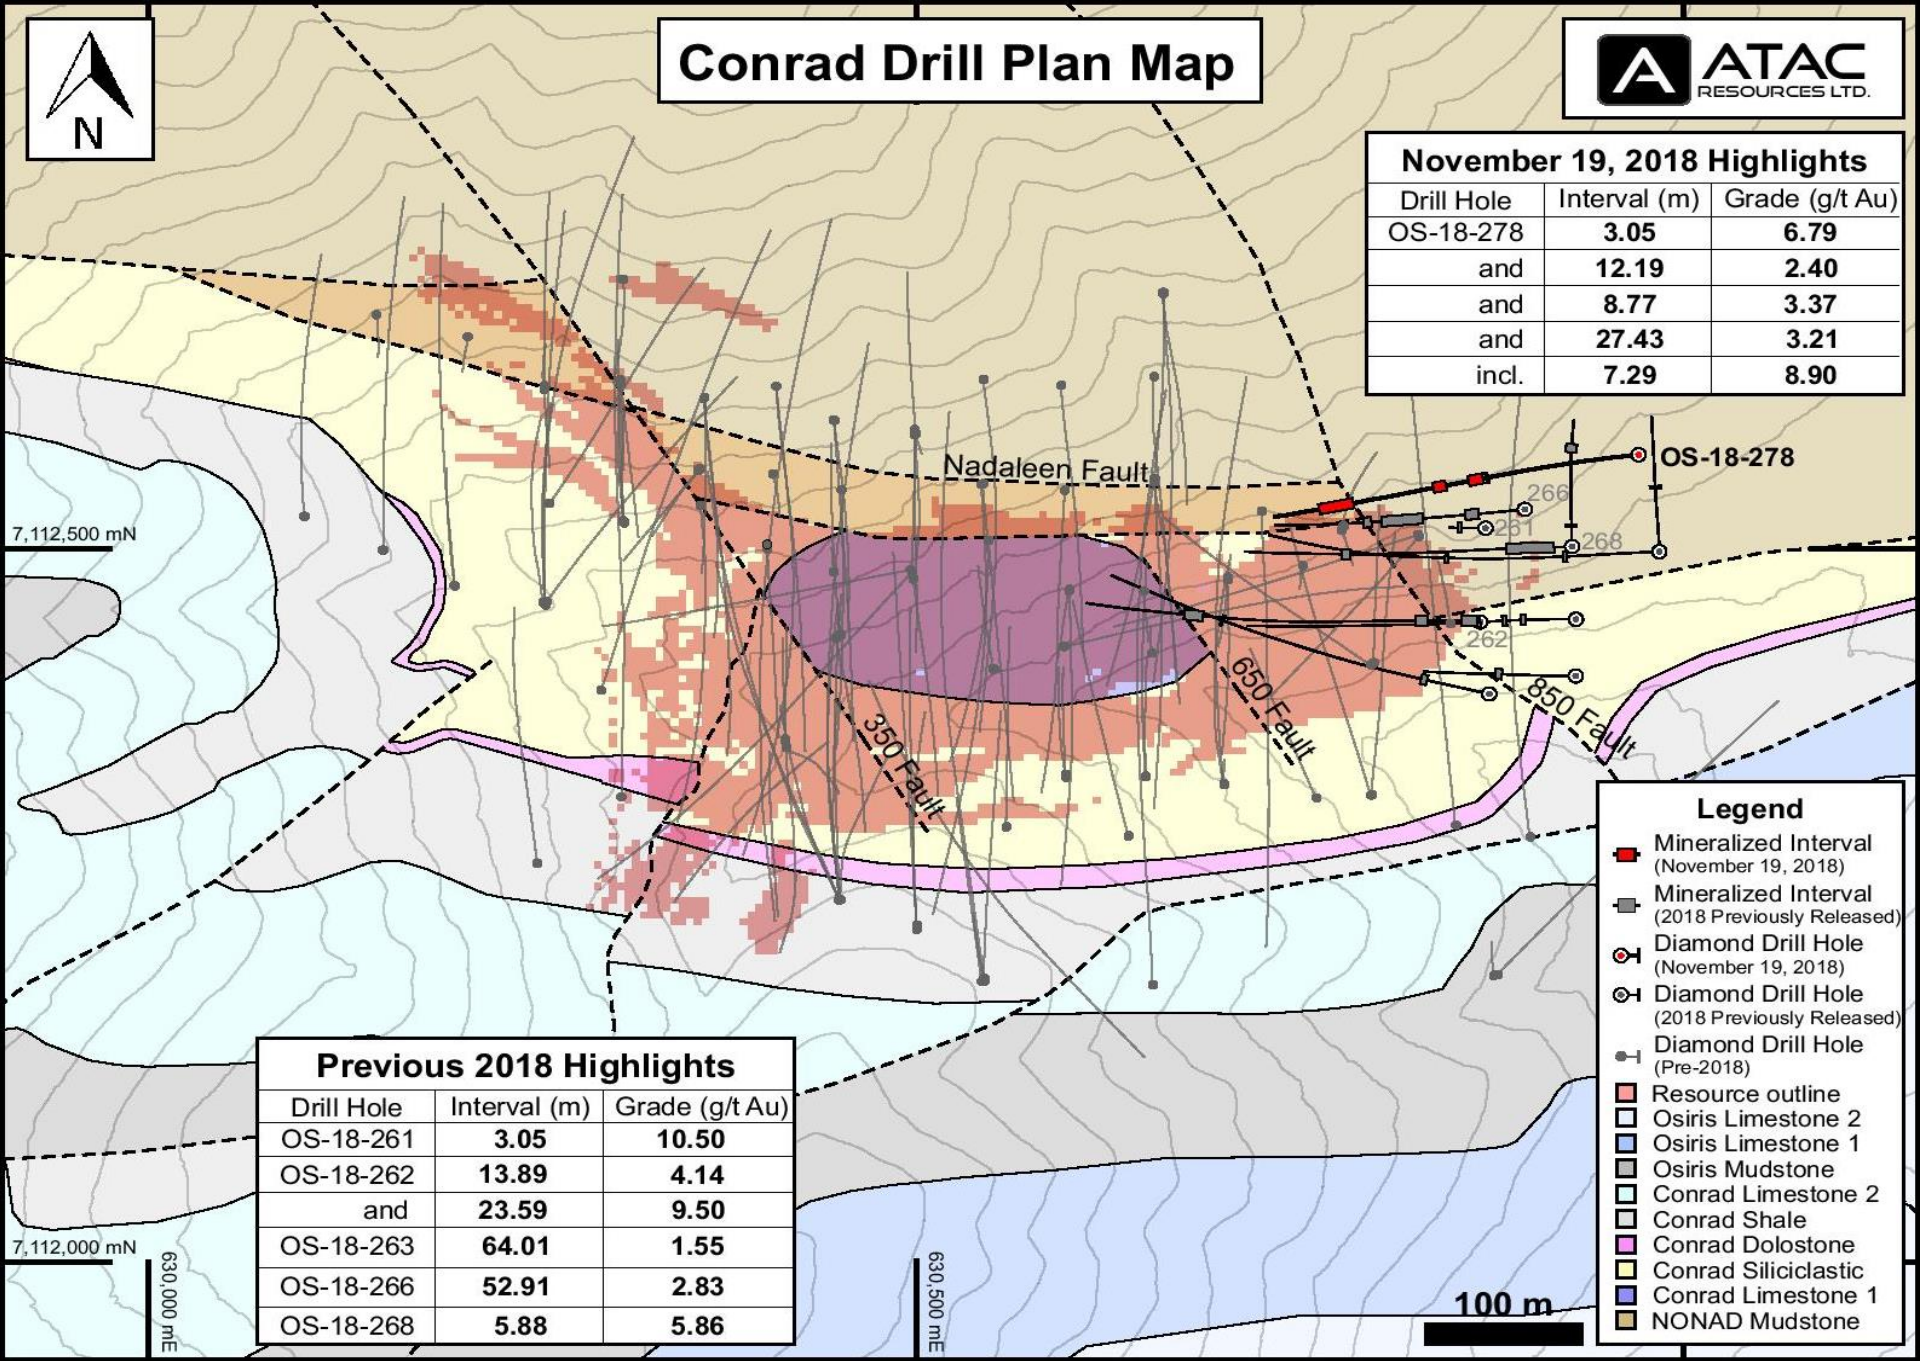 Conrad Drill Plan Map
N
ATAC
RESOURCES LTD.
November 19, 2018 Highlights
Drill Hole Interval (m) Grade (g/t Au)
OS-18-278 3.05 6.79
and 12.19 2.40
and 8.77 3.37
and 27.43 3.21
incl. 7.29 8.90
Nadaleen Fault
OS-18-278
266
261
268
262
7,112,500 mN
650 Fault
850 Fault
350 Fault
Previous 2018 Highlights
Drill Hole Interval (m) Grade (g/t Au)
OS-18-261 3.05 10.50
OS-18-262 13.89 4.14
and 23.59 9.50
OS-18-263 64.01 1.55
OS-18-266 52.91 2.83
OS-18-268 5.88 5.86
7,112,000 mN
630,000 mE
630,500 mE
100 m
Legend
Mineralized Interval
(November 19, 2018)
Mineralized Interval
(2018 Previously Released)
Diamond Drill Hole
(November 19, 2018)
Diamond Drill Hole
(2018 Previously Released)
Diamond Drill Hole
(Pre-2018)
Resource outline
Osiris Limestone 2
Osiris Limestone 1
Osiris Mudstone
Conrad Limestone 2
Conrad Shale
Conrad Dolostone
Conrad Siliciclastic
Conrad Limestone 1
NONAD Mudstone